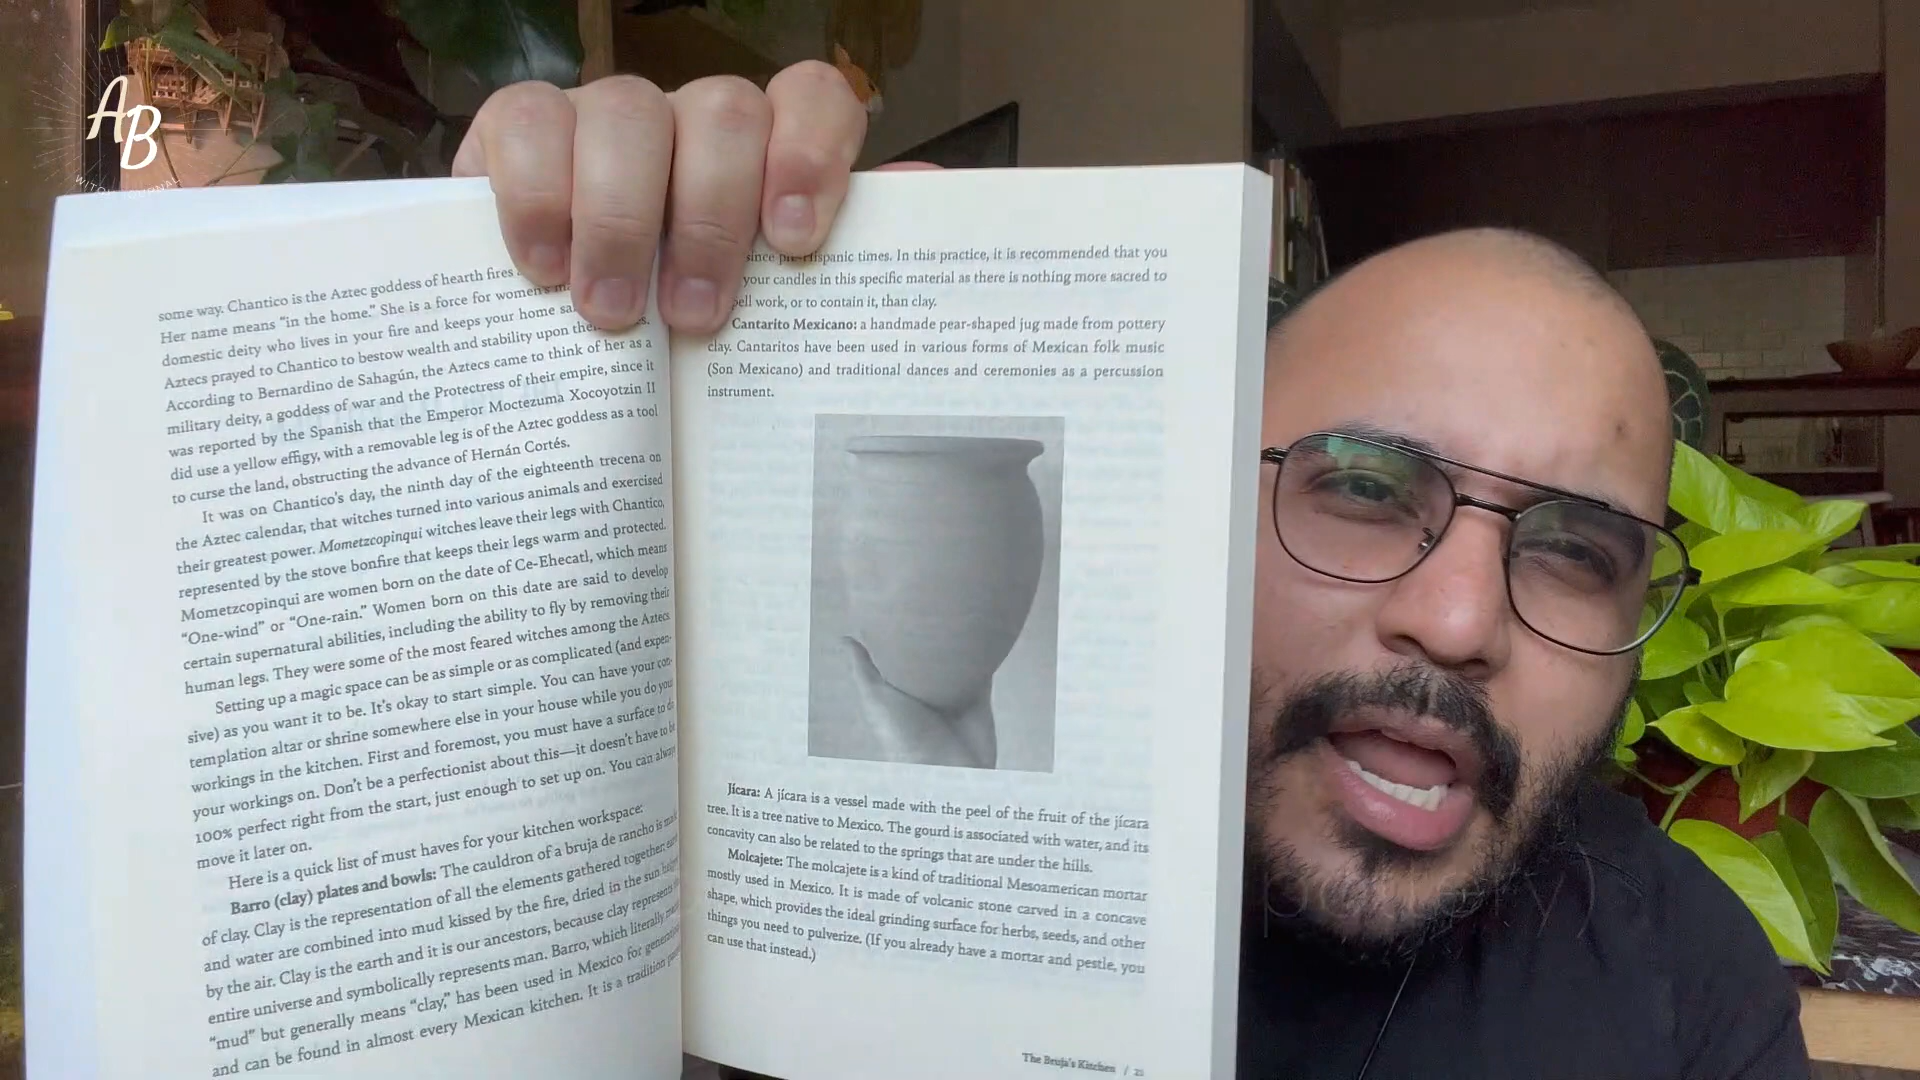 AB
some way. Chantico is the Aztec goddess of hearth fires
Her name means “in the home.” She is a force for women’s
domestic deity who lives in your fire and keeps your home
Aztecs prayed to Chantico to bestow wealth and stability upon
According to Bernardino de Sahagún, the Aztecs came to think of her as a
military deity, a goddess of war and the Protectress of their empire, since it
was reported by the Spanish that the Emperor Moctezuma Xocoyotzin II
did use a yellow effigy, with a removable leg is of the Aztec goddess as a tool
to curse the land, obstructing the advance of Hernán Cortés.
It was on Chantico’s day, the ninth day of the eighteenth trecena on
the Aztec calendar, that witches turned into various animals and exercised
their greatest power. Mometzcopinqui witches leave their legs with Chantico,
represented by the stove bonfire that keeps their legs warm and protected.
Mometzcopinqui are women born on the date of Ce-Ehecatl, which means
“One-wind” or “One-rain.” Women born on this date are said to develop
certain supernatural abilities, including the ability to fly by removing their
human legs. They were some of the most feared witches among the Aztecs.
Setting up a magic space can be as simple or as complicated (and expen-
sive) as you want it to be. It’s okay to start simple. You can have your con-
templation altar or shrine somewhere else in your house while you do your
workings in the kitchen. First and foremost, you must have a surface to do
your workings on. Don’t be a perfectionist about this—it doesn’t have to be
100% perfect right from the start, just enough to set up on. You can always
move it later on.
Here is a quick list of must haves for your kitchen workspace:
Barro (clay) plates and bowls: The cauldron of a bruja de rancho is made
of clay. Clay is the representation of all the elements gathered together: earth
and water are combined into mud kissed by the fire, dried in the sun
by the air. Clay is the earth and it is our ancestors, because clay represents
entire universe and symbolically represents man. Barro, which literally
“mud” but generally means “clay,” has been used in Mexico for
and can be found in almost every Mexican kitchen. It is a tradition
since pre-Hispanic times. In this practice, it is recommended that you
your candles in this specific material as there is nothing more sacred to
work, or to contain it, than clay.
Cantarito Mexicano: a handmade pear-shaped jug made from pottery
clay. Cantaritos have been used in various forms of Mexican folk music
(Son Mexicano) and traditional dances and ceremonies as a percussion
instrument.
Jícara: A jícara is a vessel made with the peel of the fruit of the jícara
tree. It is a tree native to Mexico. The gourd is associated with water, and its
concavity can also be related to the springs that are under the hills.
Molcajete: The molcajete is a kind of traditional Mesoamerican mortar
mostly used in Mexico. It is made of volcanic stone carved in a concave
shape, which provides the ideal grinding surface for herbs, seeds, and other
things you need to pulverize. (If you already have a mortar and pestle, you
can use that instead.)
The Bruja’s Kitchen /